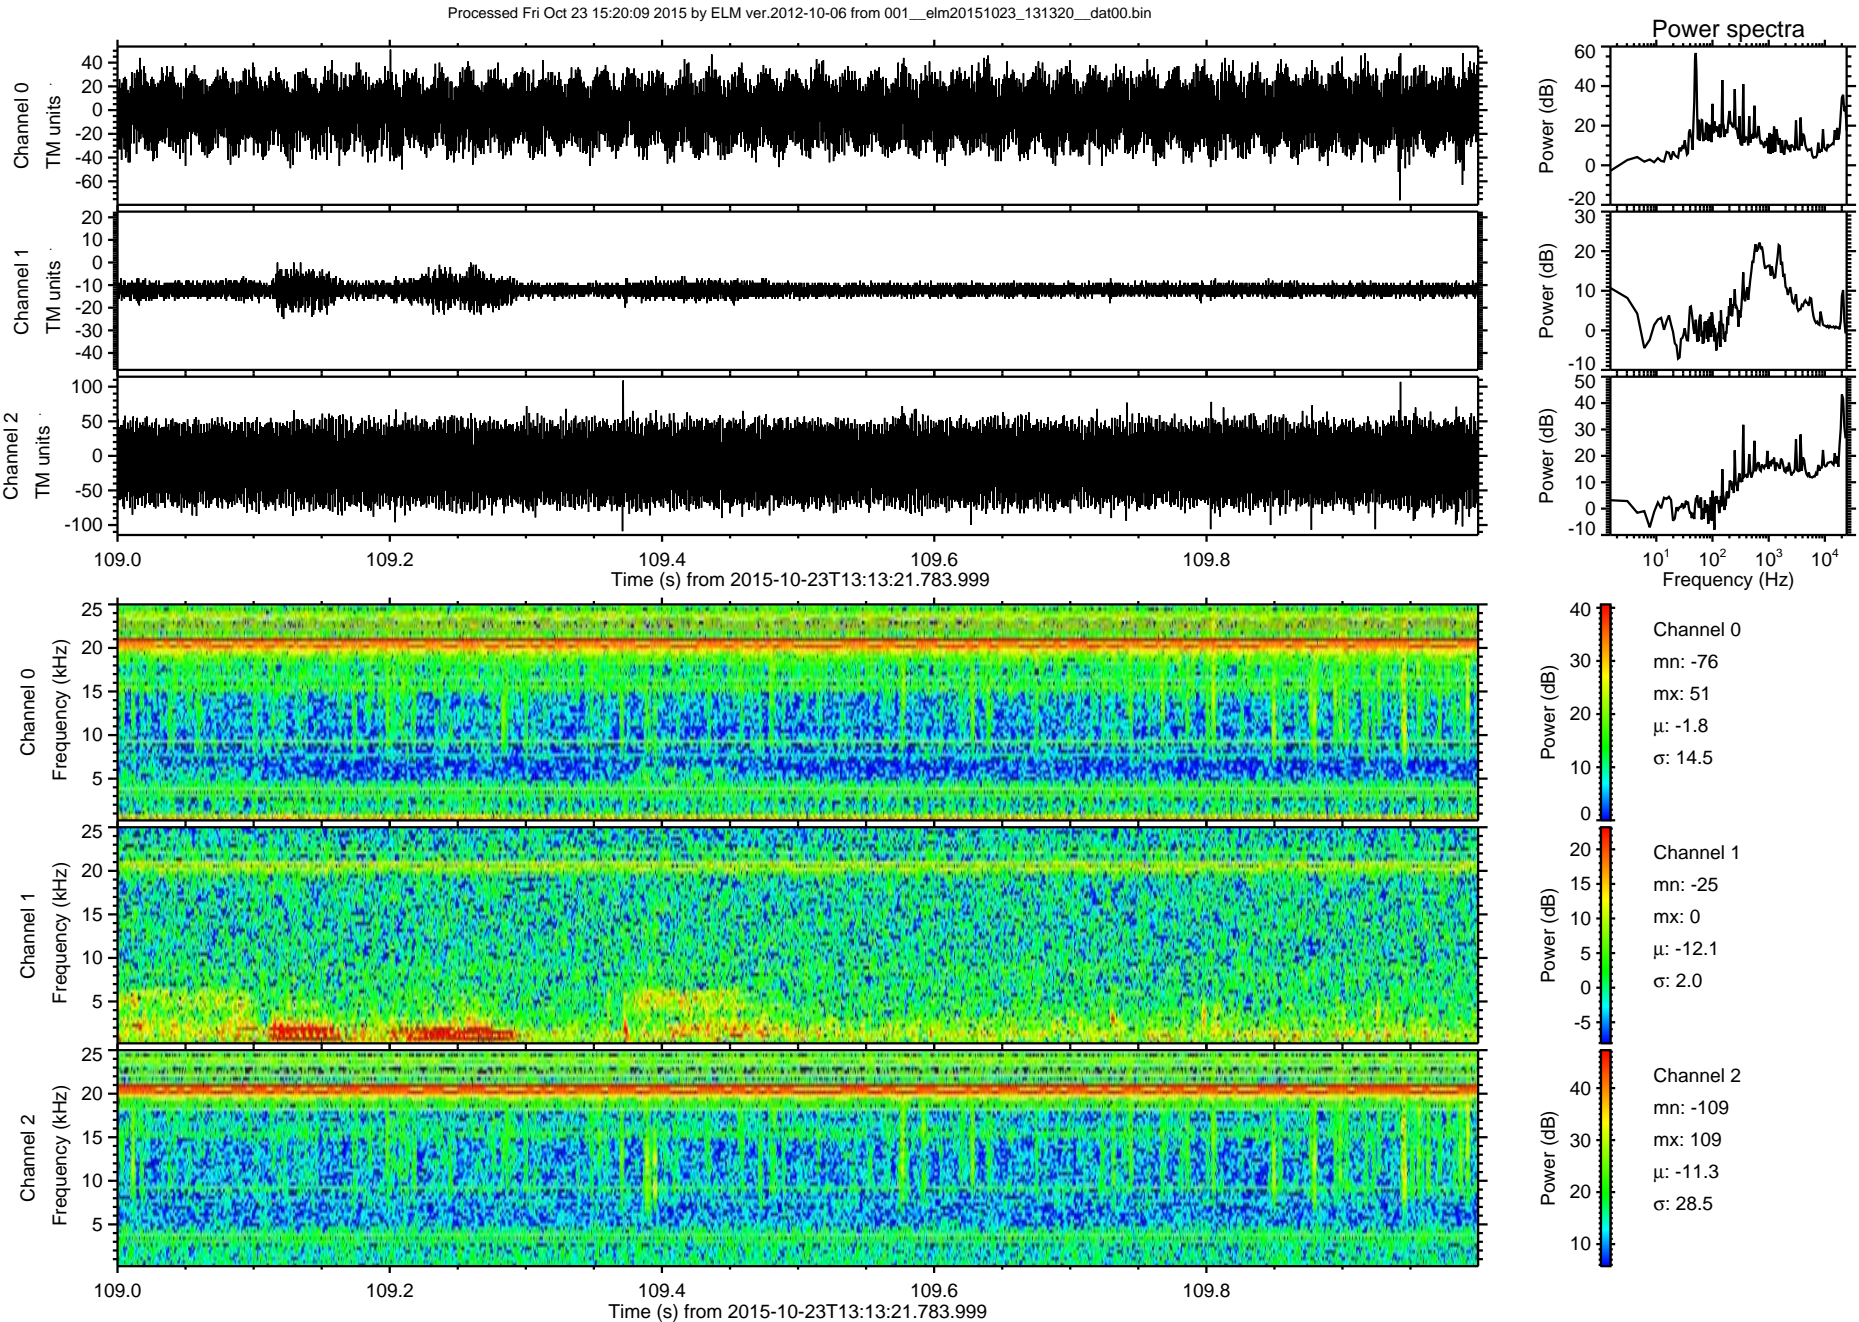 Processed Fri Oct 23 15:20:09 2015 by ELM ver.2012-10-06 from 001__elm20151023_131320__dat00.bin
Power spectra
Channel 0
TM units
40
20
0
-20
-40
-60
Power (dB)
60
40
20
0
-20
Channel 1
TM units
20
10
0
-10
-20
-30
-40
Power (dB)
30
20
10
0
-10
Channel 2
TM units
100
50
0
-50
-100
Power (dB)
50
40
30
20
10
0
-10
109.0 109.2 109.4 109.6 109.8
Time (s) from 2015-10-23T13:13:21.783.999
10^1 10^2 10^3 10^4
Frequency (Hz)
Channel 0
Frequency (kHz)
25
20
15
10
5
Power (dB)
40
30
20
10
0
Channel 0
mn: -76
mx: 51
μ: -1.8
σ: 14.5
Channel 1
Frequency (kHz)
25
20
15
10
5
Power (dB)
20
15
10
5
0
-5
Channel 1
mn: -25
mx: 0
μ: -12.1
σ: 2.0
Channel 2
Frequency (kHz)
25
20
15
10
5
Power (dB)
40
30
20
10
Channel 2
mn: -109
mx: 109
μ: -11.3
σ: 28.5
109.0 109.2 109.4 109.6 109.8
Time (s) from 2015-10-23T13:13:21.783.999